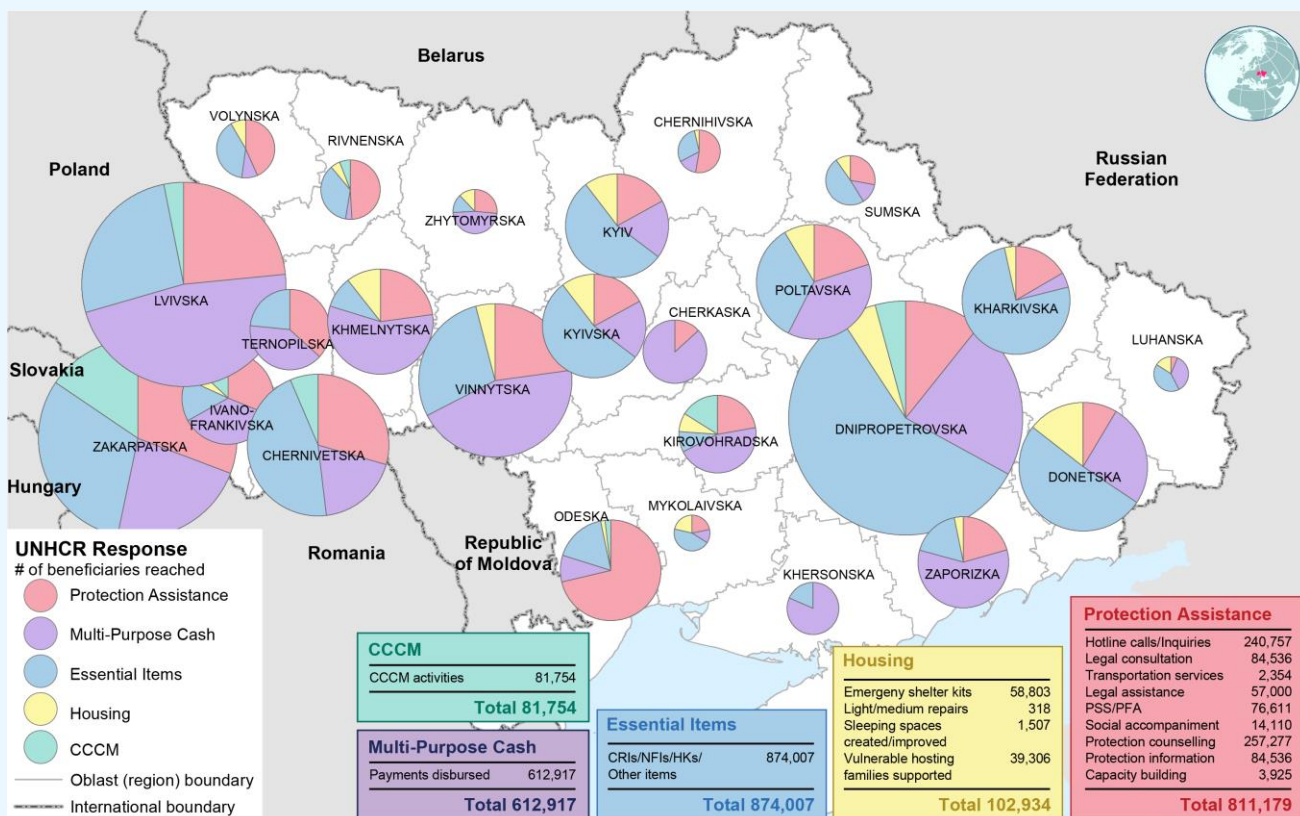 Belarus
VOLYNSKA
RIVNENSKA
CHERNIHIVSKA
Poland
Russian
Federation
ZHYTOMYRSKA
SUMSKA
KYIV
LVIVSKA
POLTAVSKA
KHARKIVSKA
TERNOPILSKA
KHMELNYTSKA
KYIVSKA
CHERKASKA
LUHANSKA
Slovakia
VINNYTSKA
IVANO-
FRANKIVSKA
ZAKARPATSKA
CHERNIVETSKA
KIROVOHRADSKA
DNIPROPETROVSKA
DONETSKA
Hungary
ODESKA
MYKOLAIVSKA
Romania
Republic
of Moldova
KHERSONSKA
ZAPORIZKA
UNHCR Response
# of beneficiaries reached
Protection Assistance
Multi-Purpose Cash
Essential Items
Housing
CCCM
Oblast (region) boundary
International boundary
CCCM
CCCM activities 81,754
Total 81,754
Multi-Purpose Cash
Payments disbursed 612,917
Total 612,917
Essential Items
CRIs/NFIs/HKs/ 874,007
Other items
Total 874,007
Housing
Emergeny shelter kits 58,803
Light/medium repairs 318
Sleeping spaces 1,507
created/improved
Vulnerable hosting 39,306
families supported
Total 102,934
Protection Assistance
Hotline calls/Inquiries 240,757
Legal consultation 84,536
Transportation services 2,354
Legal assistance 57,000
PSS/PFA 76,611
Social accompaniment 14,110
Protection counselling 257,277
Protection information 84,536
Capacity building 3,925
Total 811,179